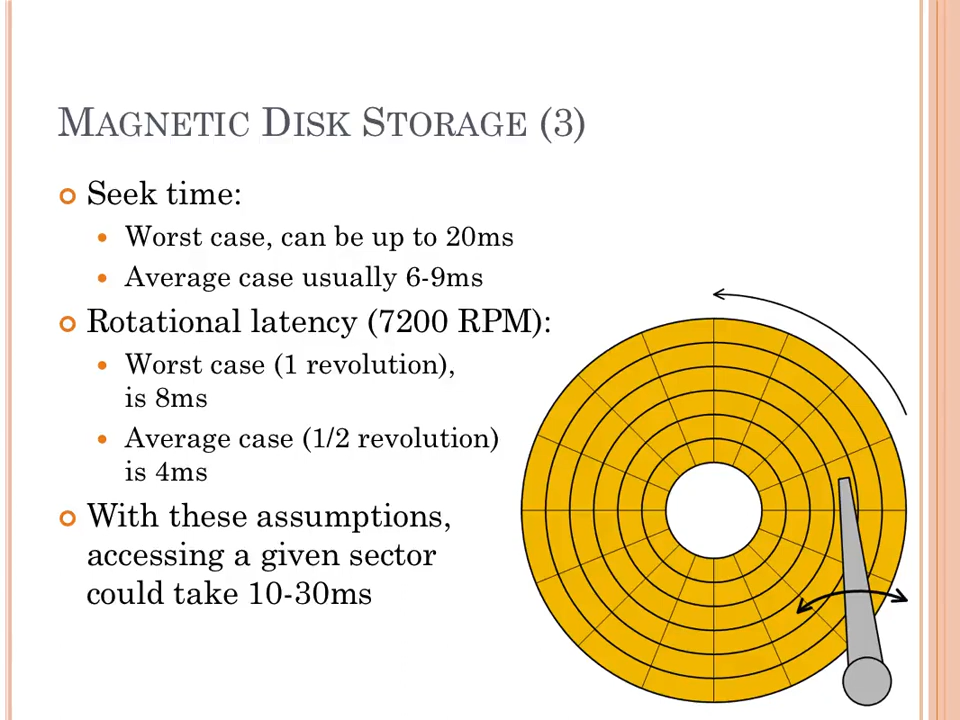 MAGNETIC DISK STORAGE (3)
Seek time:
Worst case, can be up to 20ms
Average case usually 6-9ms
Rotational latency (7200 RPM):
Worst case (1 revolution),
is 8ms
Average case (1/2 revolution)
is 4ms
With these assumptions,
accessing a given sector
could take 10-30ms